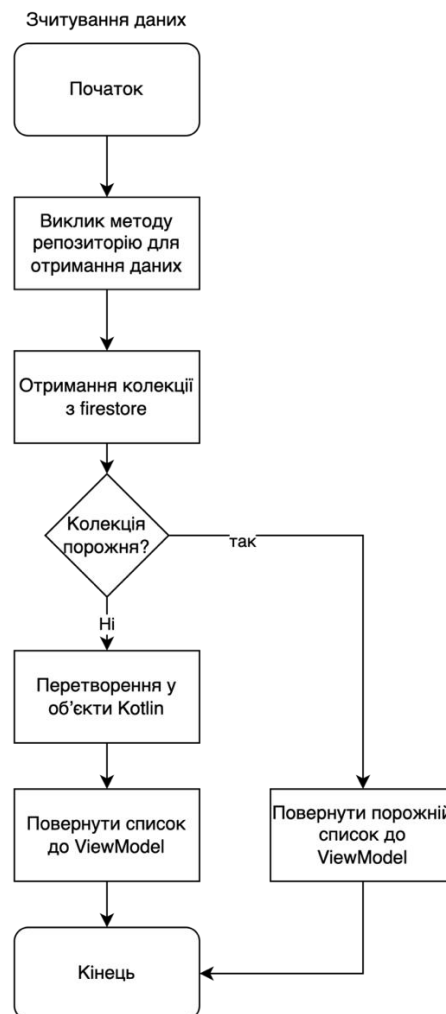 Зчитування даних
Початок
Виклик методу
репозиторію для
отримання даних
Отримання колекції
з firestore
Колекція
порожня?
так
Ні
Перетворення у
об'єкти Kotlin
Повернути список
до ViewModel
Повернути порожній
список до
ViewModel
Кінець